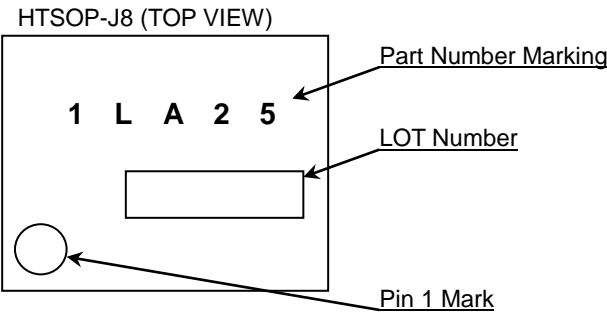 HTSOP-J8 (TOP VIEW)
Part Number Marking
1 L A 2 5
LOT Number
Pin 1 Mark